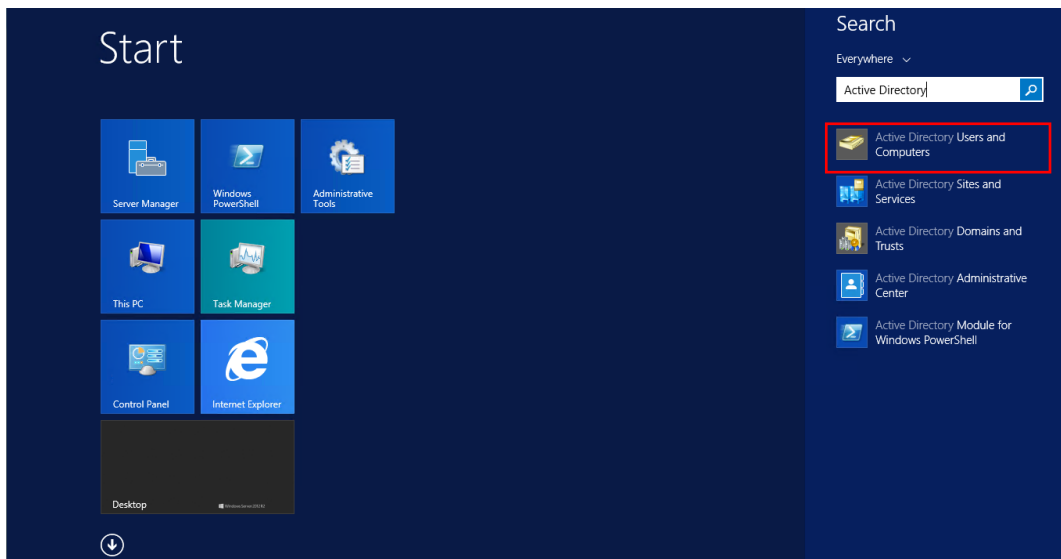 Start
Server Manager
Windows
PowerShell
Administrative
Tools
This PC
Task Manager
Control Panel
Internet Explorer
Desktop
Search
Everywhere
Active Directory
Active Directory Users and
Computers
Active Directory Sites and
Services
Active Directory Domains and
Trusts
Active Directory Administrative
Center
Active Directory Module for
Windows PowerShell